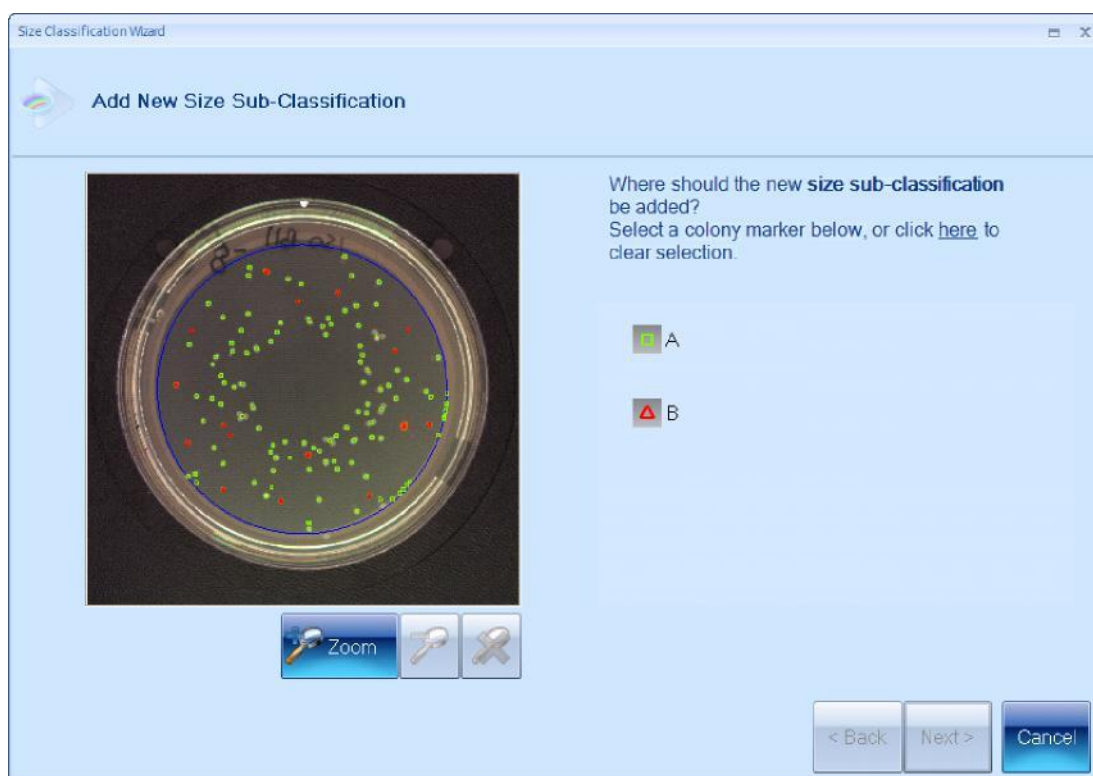 Size Classification Wizard
Add New Size Sub-Classification
Where should the new size sub-classification
be added?
Select a colony marker below, or click here to
clear selection.
A
B
Zoom
< Back
Next >
Cancel